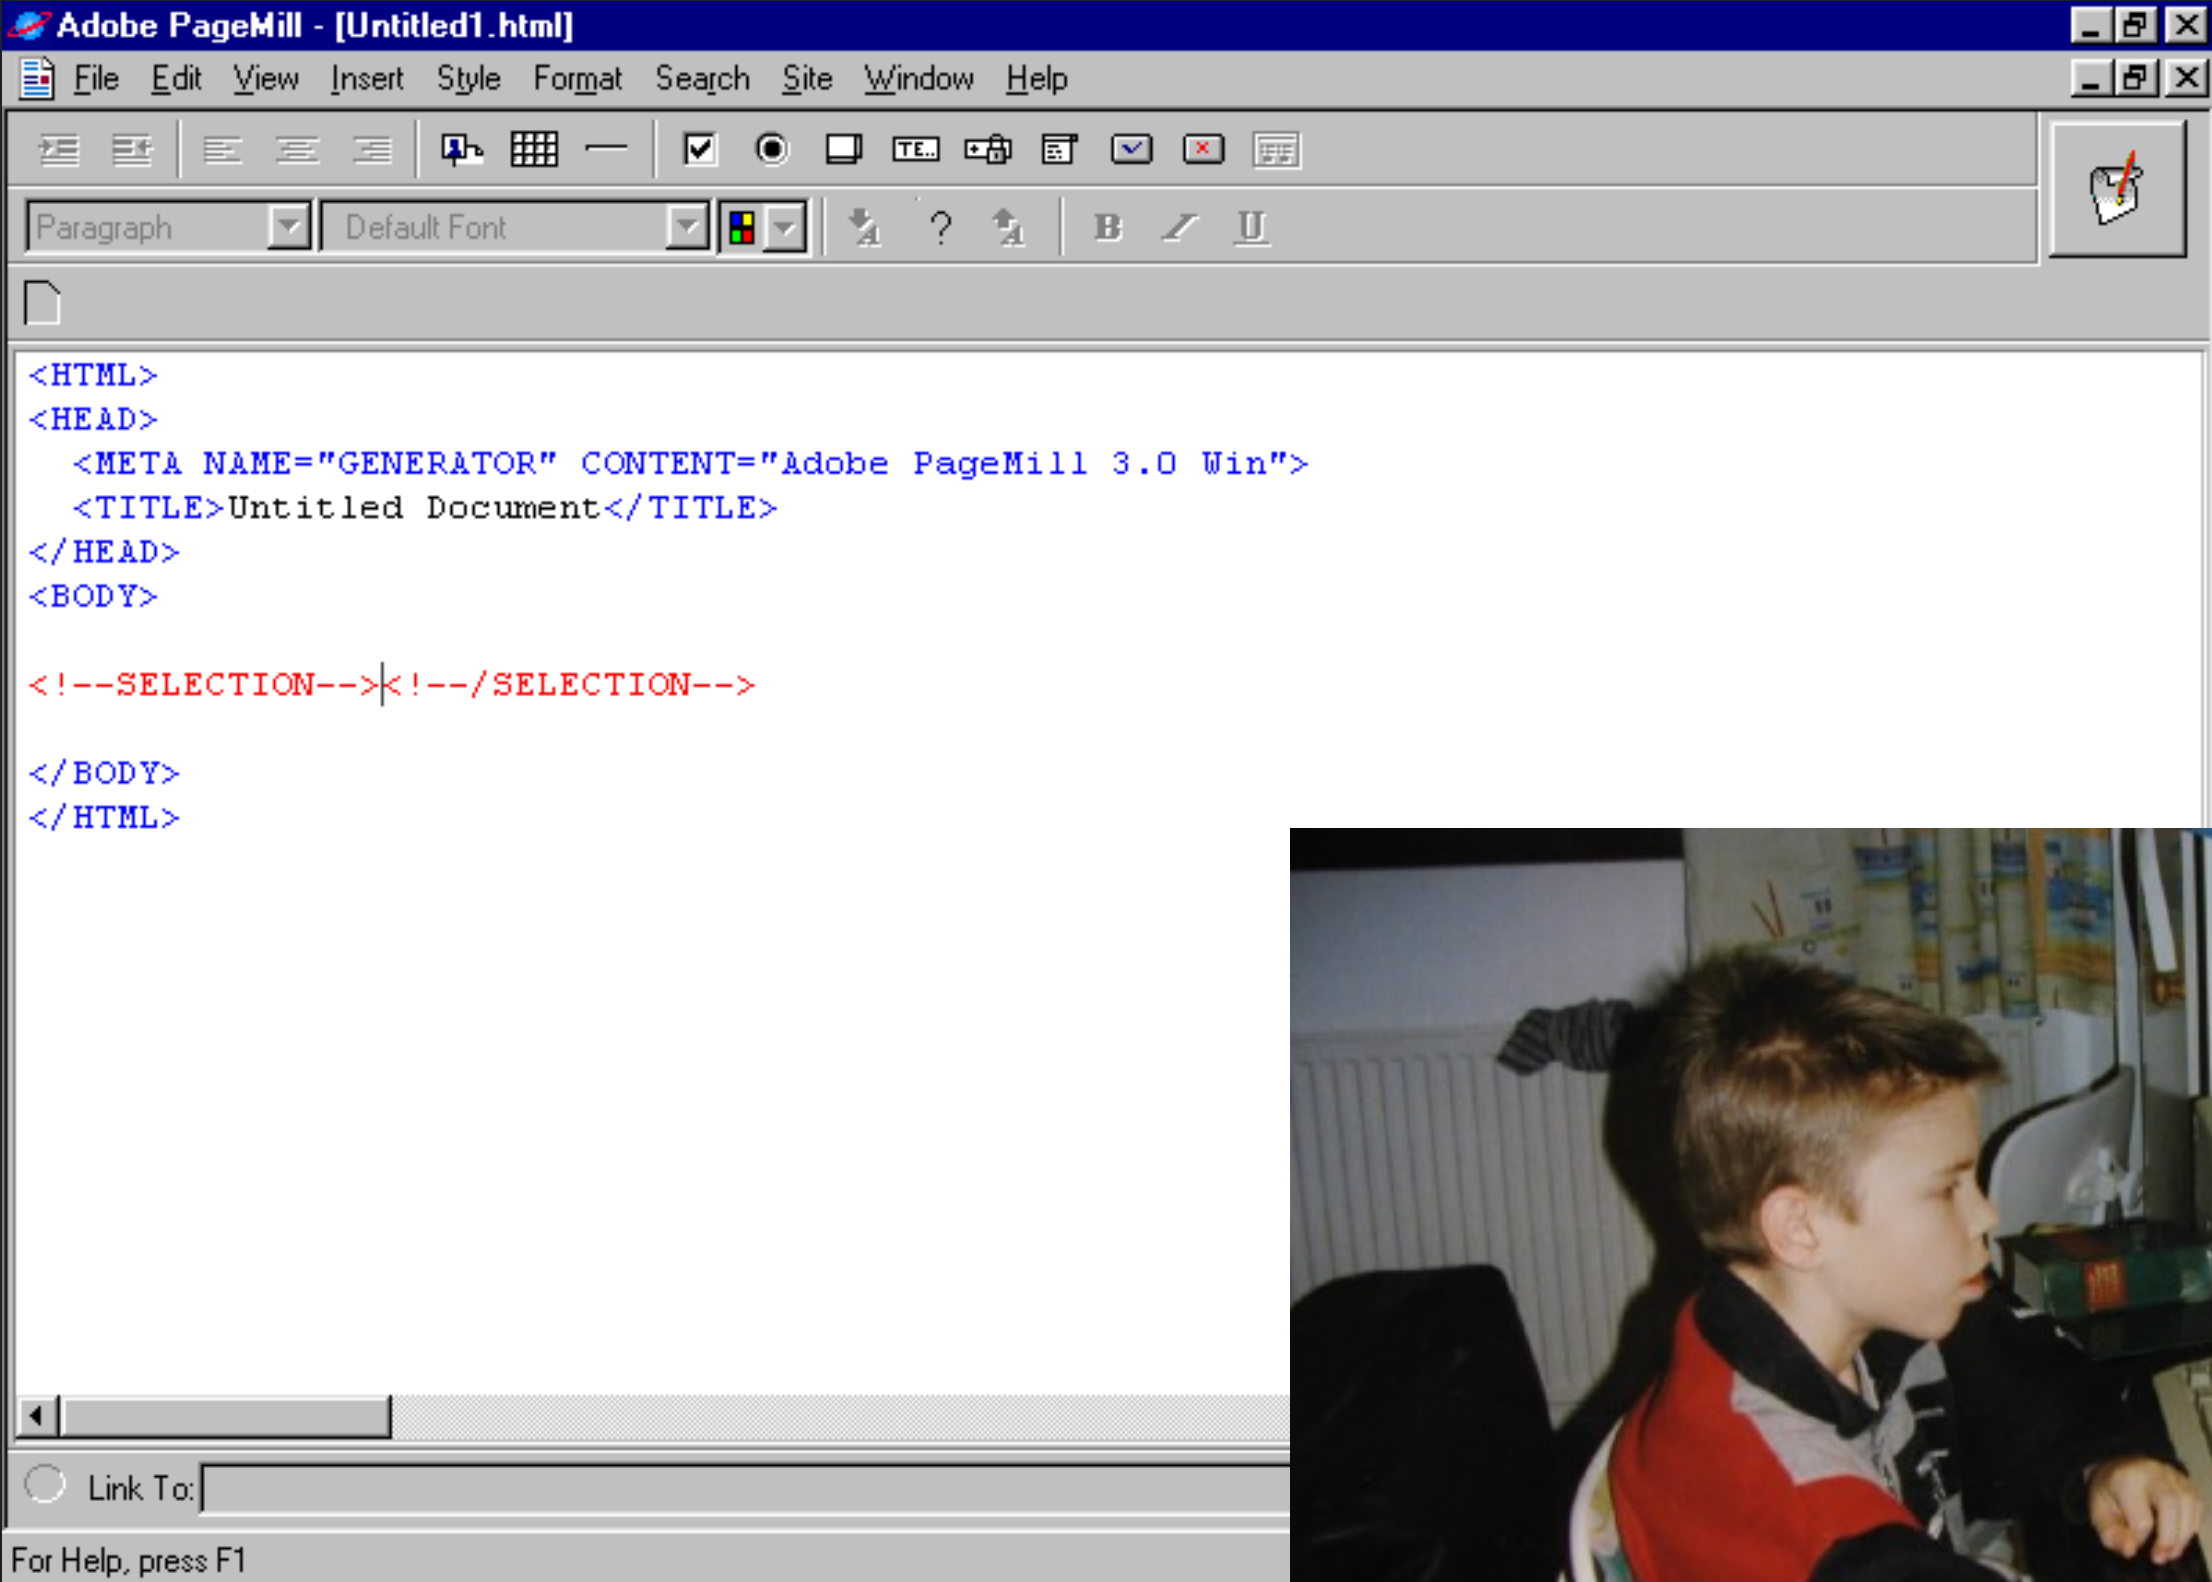 Adobe PageMill - [Untitled1.html]
File Edit View Insert Style Format Search Site Window Help
TE..
Paragraph Default Font ? A A B I U
<HTML>
<HEAD>
<META NAME="GENERATOR" CONTENT="Adobe PageMill 3.0 Win">
<TITLE>Untitled Document</TITLE>
</HEAD>
<BODY>
<!--SELECTION--><!--/SELECTION-->
</BODY>
</HTML>
Link To:
For Help, press F1